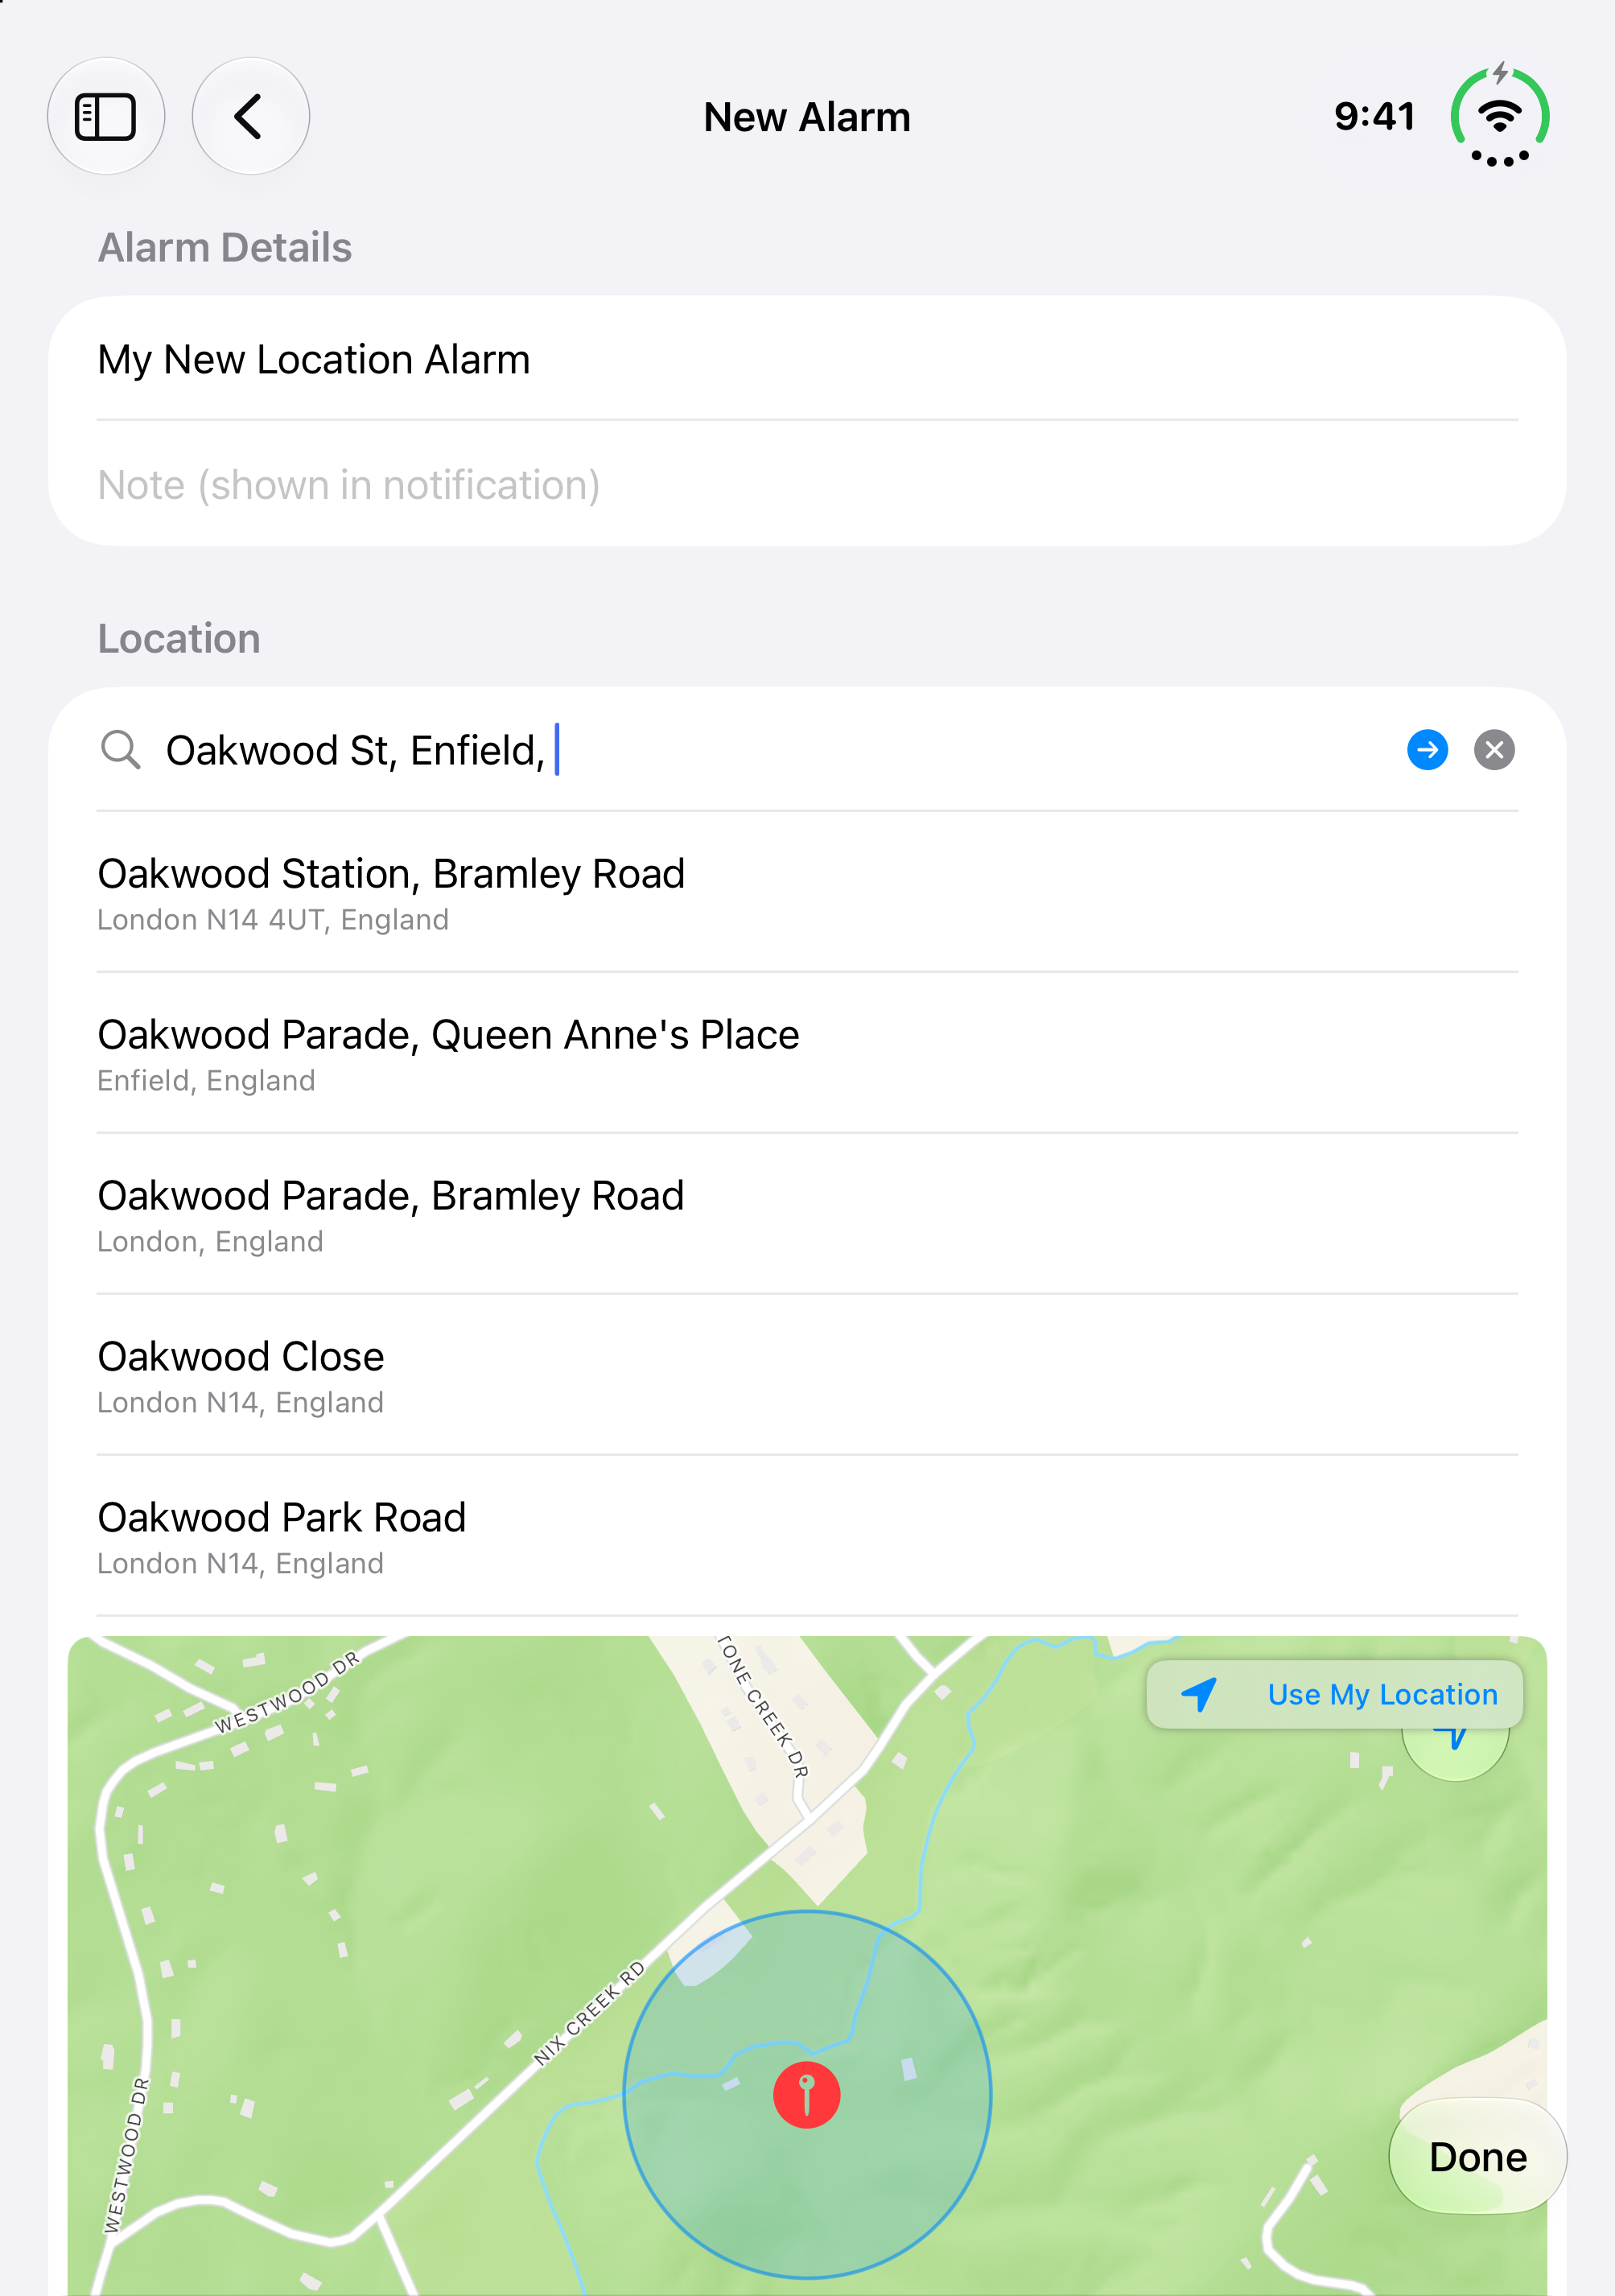 New Alarm
9:41
Alarm Details
My New Location Alarm
Note (shown in notification)
Location
Oakwood St, Enfield,
Oakwood Station, Bramley Road
London N14 4UT, England
Oakwood Parade, Queen Anne's Place
Enfield, England
Oakwood Parade, Bramley Road
London, England
Oakwood Close
London N14, England
Oakwood Park Road
London N14, England
WESTWOOD DR
TONE CREEK DR
Use My Location
NIX CREEK RD
WESTWOOD DR
Done